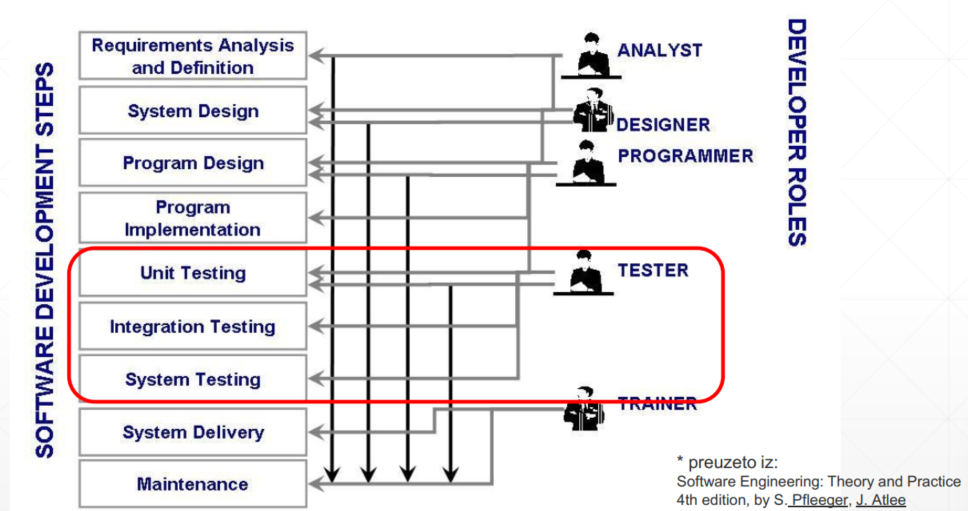 SOFTWARE DEVELOPMENT STEPS
Requirements Analysis
and Definition
System Design
Program Design
Program
Implementation
Unit Testing
Integration Testing
System Testing
System Delivery
Maintenance
ANALYST
DESIGNER
PROGRAMMER
TESTER
TRAINER
DEVELOPER ROLES
* preuzeto iz:
Software Engineering: Theory and Practice
4th edition, by S. Pfleeger, J. Atlee